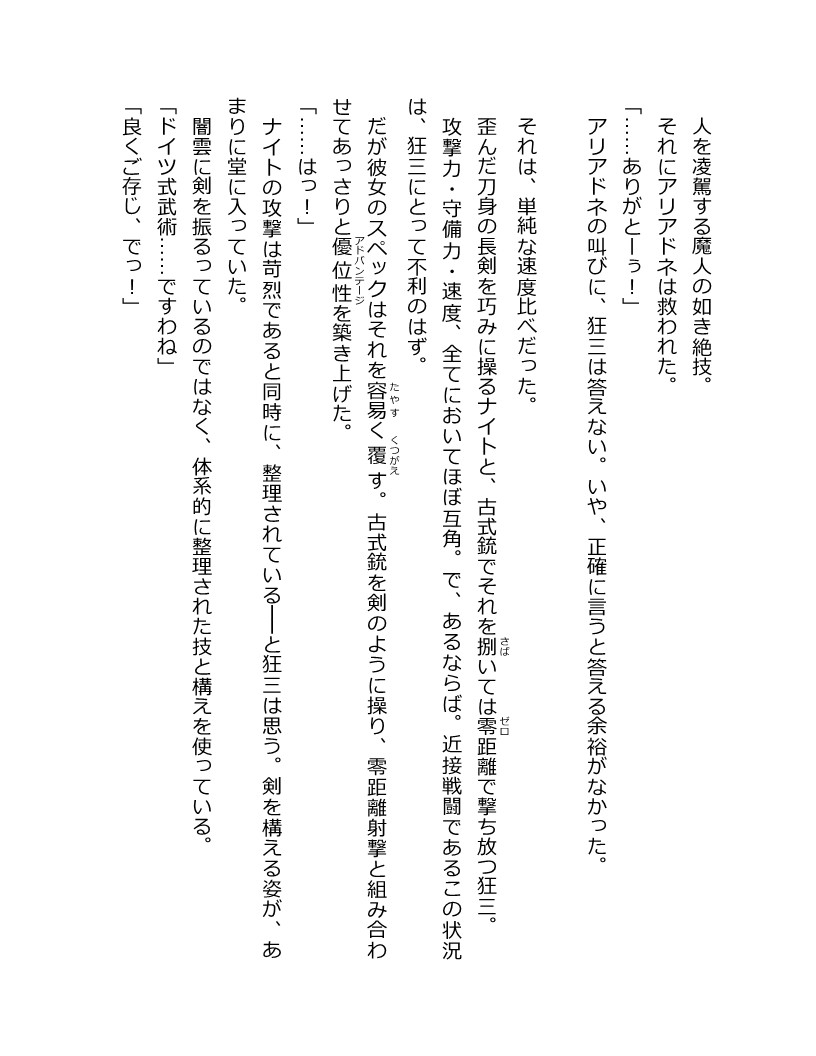 人を凌駕する魔人の如き絶技。
それにアリアドネは救われた。
「……ありがとーぅ！」
アリアドネの叫びに、狂三は答えない。いや、正確に言うと答える余裕がなかった。
それは、単純な速度比べだった。
歪んだ刀身の長剣を巧みに操るナイトと、古式銃でそれを捌いては零距離で撃ち放つ狂三。
さば
ゼロ
攻撃力・守備力・速度、全てにおいてほぼ互角。で、あるならば。近接戦闘であるこの状況
は、狂三にとって不利のはず。
だが彼女のスペックはそれを容易く覆す。古式銃を剣のように操り、零距離射撃と組み合わ
たやす
くつがえ
せてあっさりと優位性を築き上げた。
アドバンテージ
「……はっ！」
ナイトの攻撃は苛烈であると同時に、整理されている──と狂三は思う。剣を構える姿が、あ
まりに堂に入っていた。
闇雲に剣を振るっているのではなく、体系的に整理された技と構えを使っている。
「ドイツ式武術……ですわね」
「良くご存じ、でっ！」